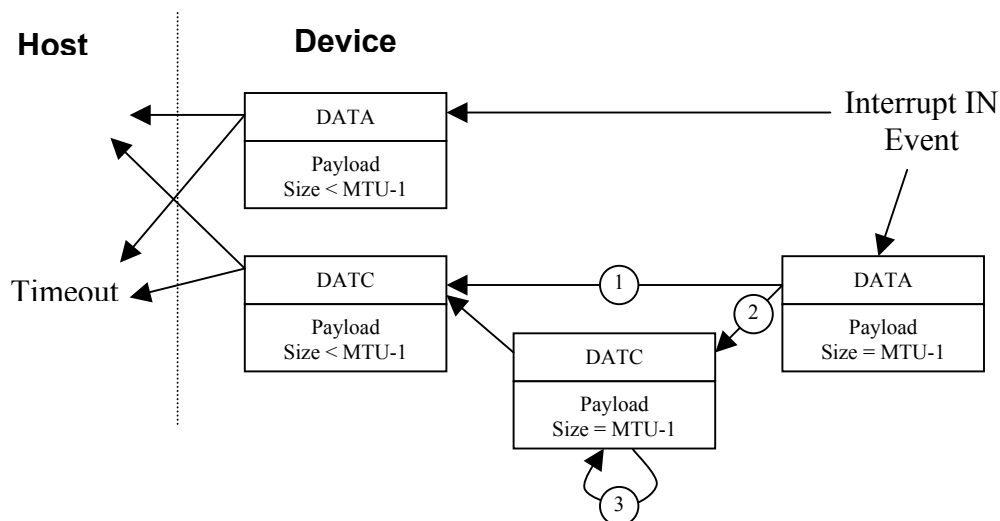 Host
Device
DATA
Payload
Size < MTU-1
Interrupt IN
Event
Timeout
DATC
Payload
Size < MTU-1
1
2
DATA
Payload
Size = MTU-1
DATC
Payload
Size = MTU-1
3